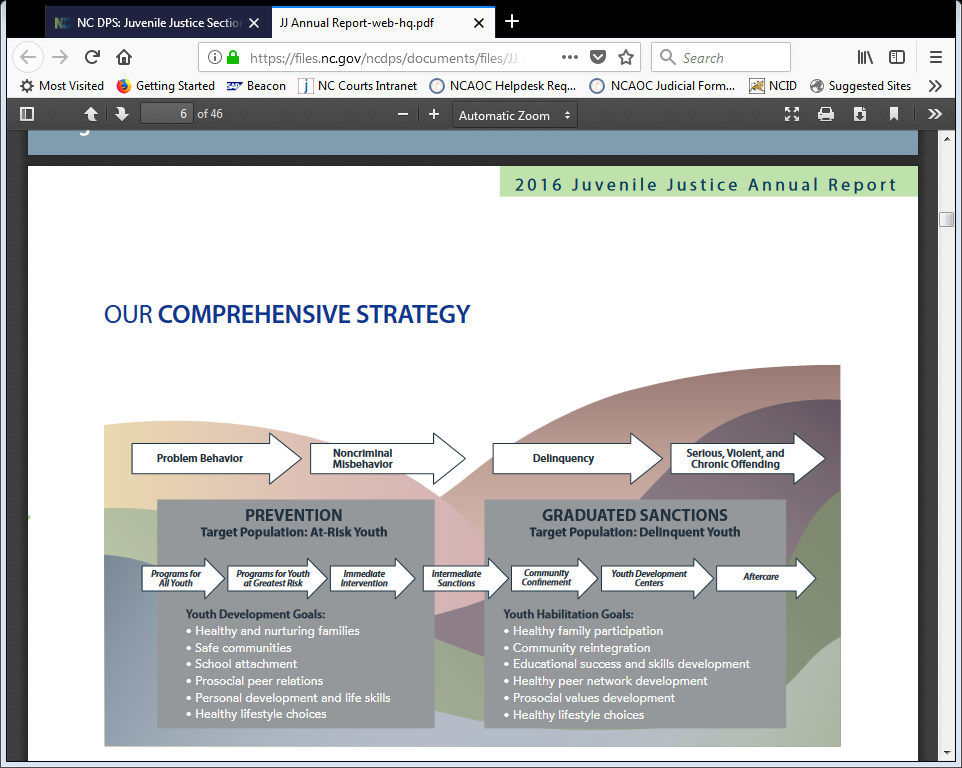 NC DPS: Juvenile Justice Sectio
JJ Annual Report-web-hq.pdf
https://files.nc.gov/ncdps/documents/files/JJ
Search
Most Visited
Getting Started
Beacon
NC Courts Intranet
NCAOC Helpdesk Req...
NCAOC Judicial Form...
NCID
Suggested Sites
6 of 46
Automatic Zoom
2016 Juvenile Justice Annual Report
OUR COMPREHENSIVE STRATEGY
Problem Behavior
Noncriminal
Misbehavior
Delinquency
Serious, Violent, and
Chronic Offending
PREVENTION
Target Population: At-Risk Youth
GRADUATED SANCTIONS
Target Population: Delinquent Youth
Programs for
All Youth
Programs for Youth
at Greatest Risk
Immediate
Intervention
Intermediate
Sanctions
Community
Confinement
Youth Development
Centers
Aftercare
Youth Development Goals:
• Healthy and nurturing families
• Safe communities
• School attachment
• Prosocial peer relations
• Personal development and life skills
• Healthy lifestyle choices
Youth Habilitation Goals:
• Healthy family participation
• Community reintegration
• Educational success and skills development
• Healthy peer network development
• Prosocial values development
• Healthy lifestyle choices